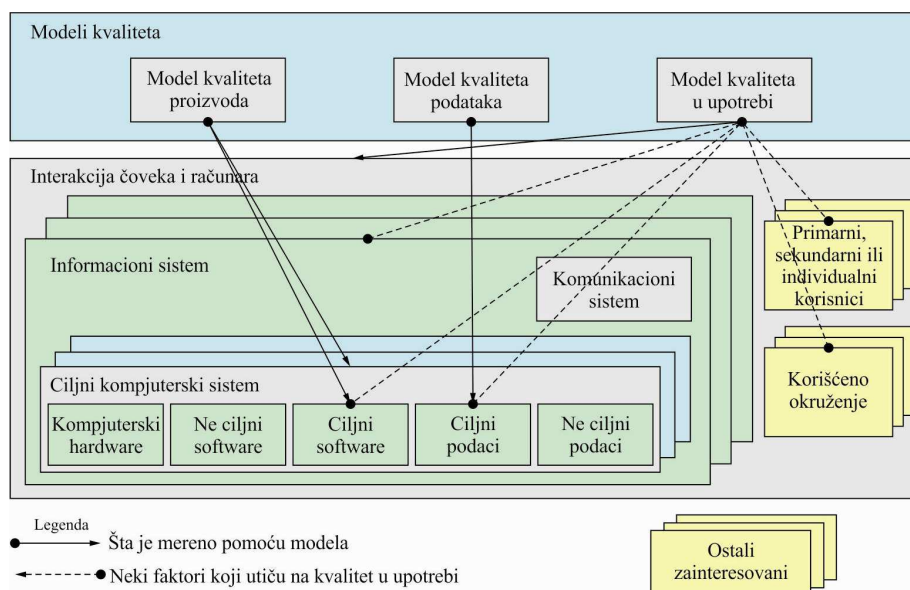 Modeli kvaliteta
Model kvaliteta
proizvoda
Model kvaliteta
podataka
Model kvaliteta
u upotrebi
Interakcija čoveka i računara
Informacioni sistem
Komunikacioni
sistem
Primarni,
sekundarni ili
individualni
korisnici
Korišćeno
okruženje
Ciljni kompjuterski sistem
Kompjuterski
hardware
Ne ciljni
software
Ciljni
software
Ciljni
podaci
Ne ciljni
podaci
Legenda
Šta je mereno pomoću modela
Neki faktori koji utiču na kvalitet u upotrebi
Ostali
zainteresovani